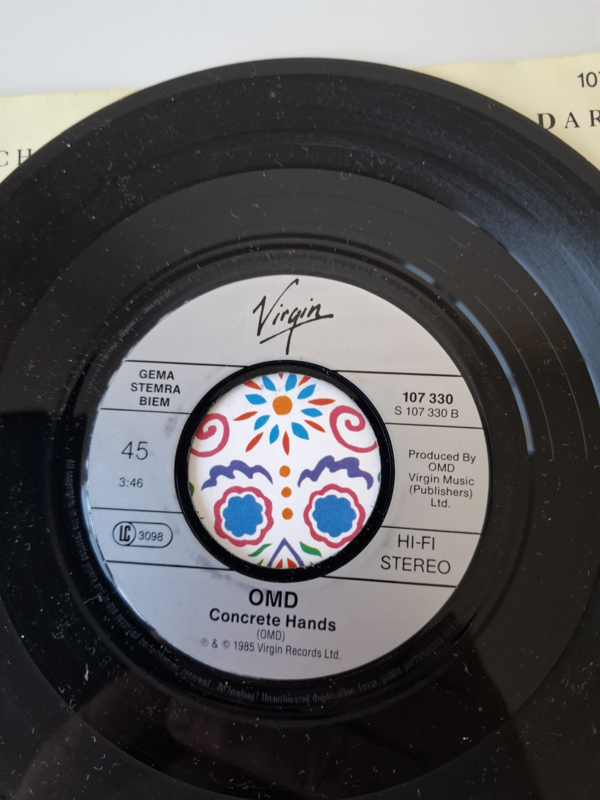 107
CH
DAR
Virgin
GEMA
STEMRA
BIEM
107 330
S 107 330 B
45
3:46
Produced By
OMD
Virgin Music
(Publishers)
Ltd.
LC 3098
HI-FI
STEREO
OMD
Concrete Hands
(OMD)
℗ & © 1985 Virgin Records Ltd.